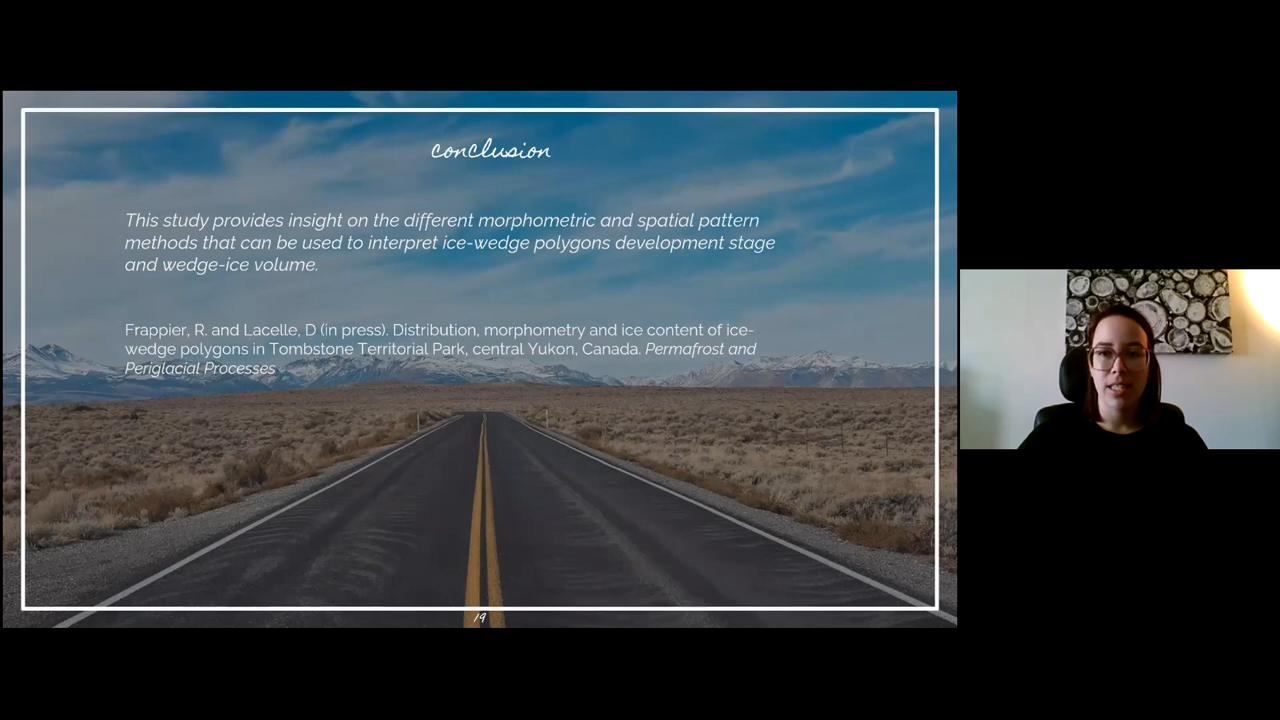 conclusion
This study provides insight on the different morphometric and spatial pattern
methods that can be used to interpret ice-wedge polygons development stage
and wedge-ice volume.
Frappier, R. and Lacelle, D (in press). Distribution, morphometry and ice content of ice-
wedge polygons in Tombstone Territorial Park, central Yukon, Canada. Permafrost and
Periglacial Processes
19